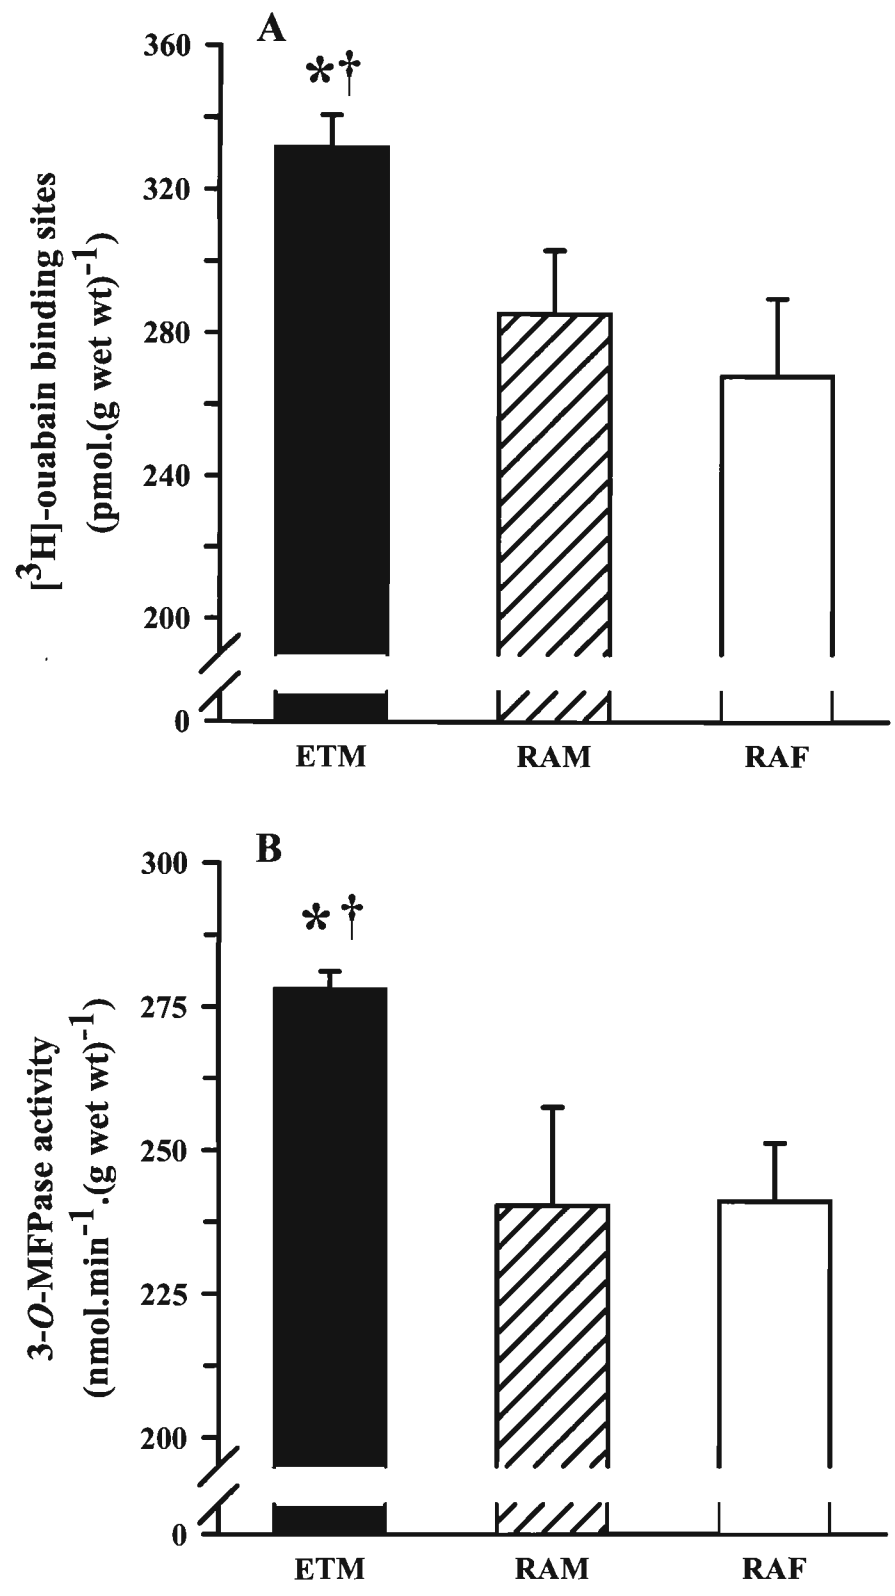 A
360
*†
320
280
240
200
0
[³H]-ouabain binding sites
(pmol.(g wet wt)⁻¹)
ETM RAM RAF
B
300
*†
275
250
225
200
0
3-O-MFPase activity
(nmol.min⁻¹.(g wet wt)⁻¹)
ETM RAM RAF